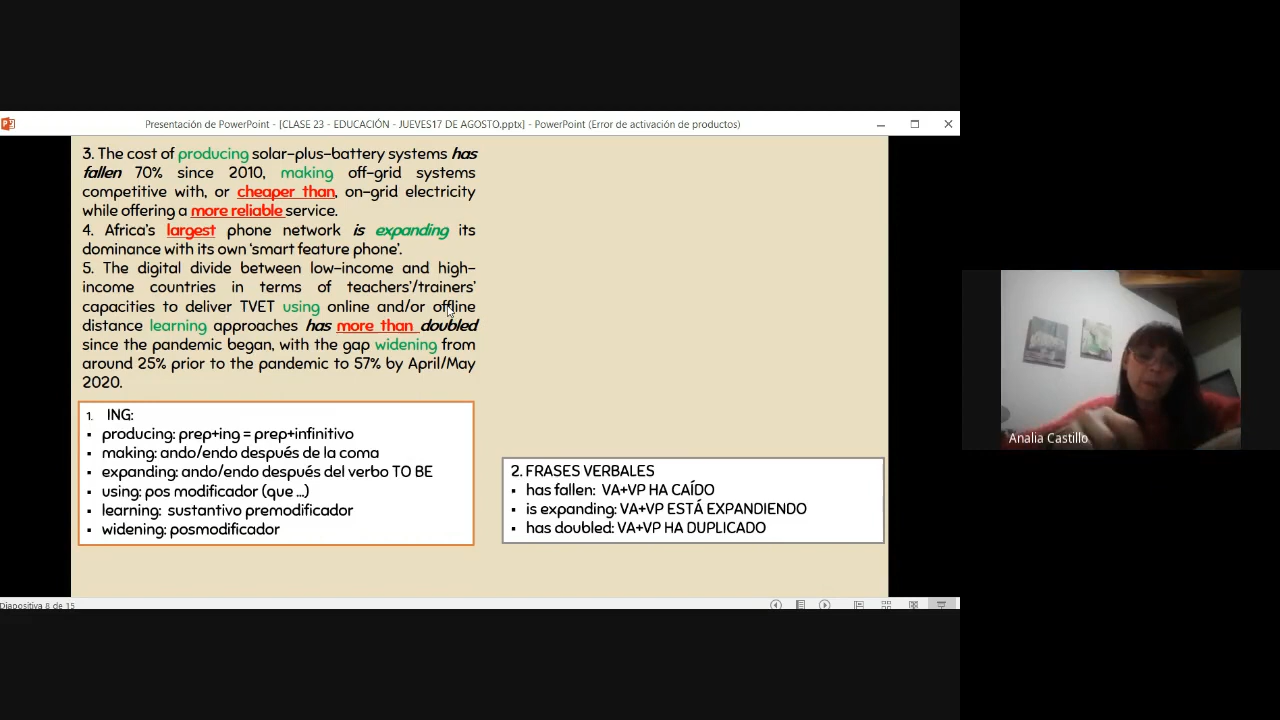 Presentación de PowerPoint - [CLASE 23 - EDUCACIÓN - JUEVES17 DE AGOSTO.pptx] - PowerPoint (Error de activación de productos)
3. The cost of producing solar-plus-battery systems has
fallen 70% since 2010, making off-grid systems
competitive with, or cheaper than, on-grid electricity
while offering a more reliable service.
4. Africa's largest phone network is expanding its
dominance with its own 'smart feature phone'.
5. The digital divide between low-income and high-
income countries in terms of teachers'/trainers'
capacities to deliver TVET using online and/or offline
distance learning approaches has more than doubled
since the pandemic began, with the gap widening from
around 25% prior to the pandemic to 57% by April/May
2020.
1. ING:
▪ producing: prep+ing = prep+infinitivo
▪ making: ando/endo después de la coma
▪ expanding: ando/endo después del verbo TO BE
▪ using: pos modificador (que ...)
▪ learning: sustantivo premodificador
▪ widening: posmodificador
2. FRASES VERBALES
▪ has fallen: VA+VP HA CAÍDO
▪ is expanding: VA+VP ESTÁ EXPANDIENDO
▪ has doubled: VA+VP HA DUPLICADO
Diapositiva 8 de 15
Analia Castillo